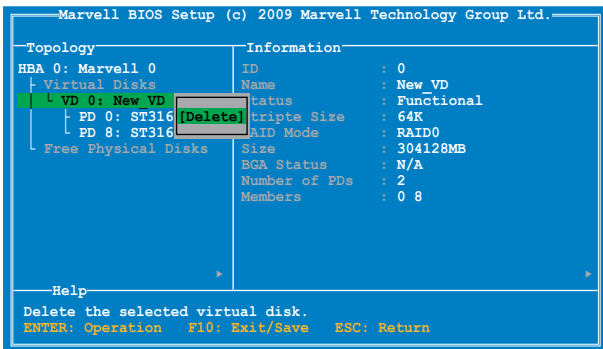 Marvell BIOS Setup (c) 2009 Marvell Technology Group Ltd.
Topology
HBA 0: Marvell 0
Virtual Disks
VD 0: New_VD
PD 0: ST316
PD 8: ST316
Free Physical Disks
[Delete]
Information
ID : 0
Name : New_VD
tatus : Functional
tripte Size : 64K
AID Mode : RAID0
Size : 304128MB
BGA Status : N/A
Number of PDs : 2
Members : 0 8
Help
Delete the selected virtual disk.
ENTER: Operation F10: Exit/Save ESC: Return